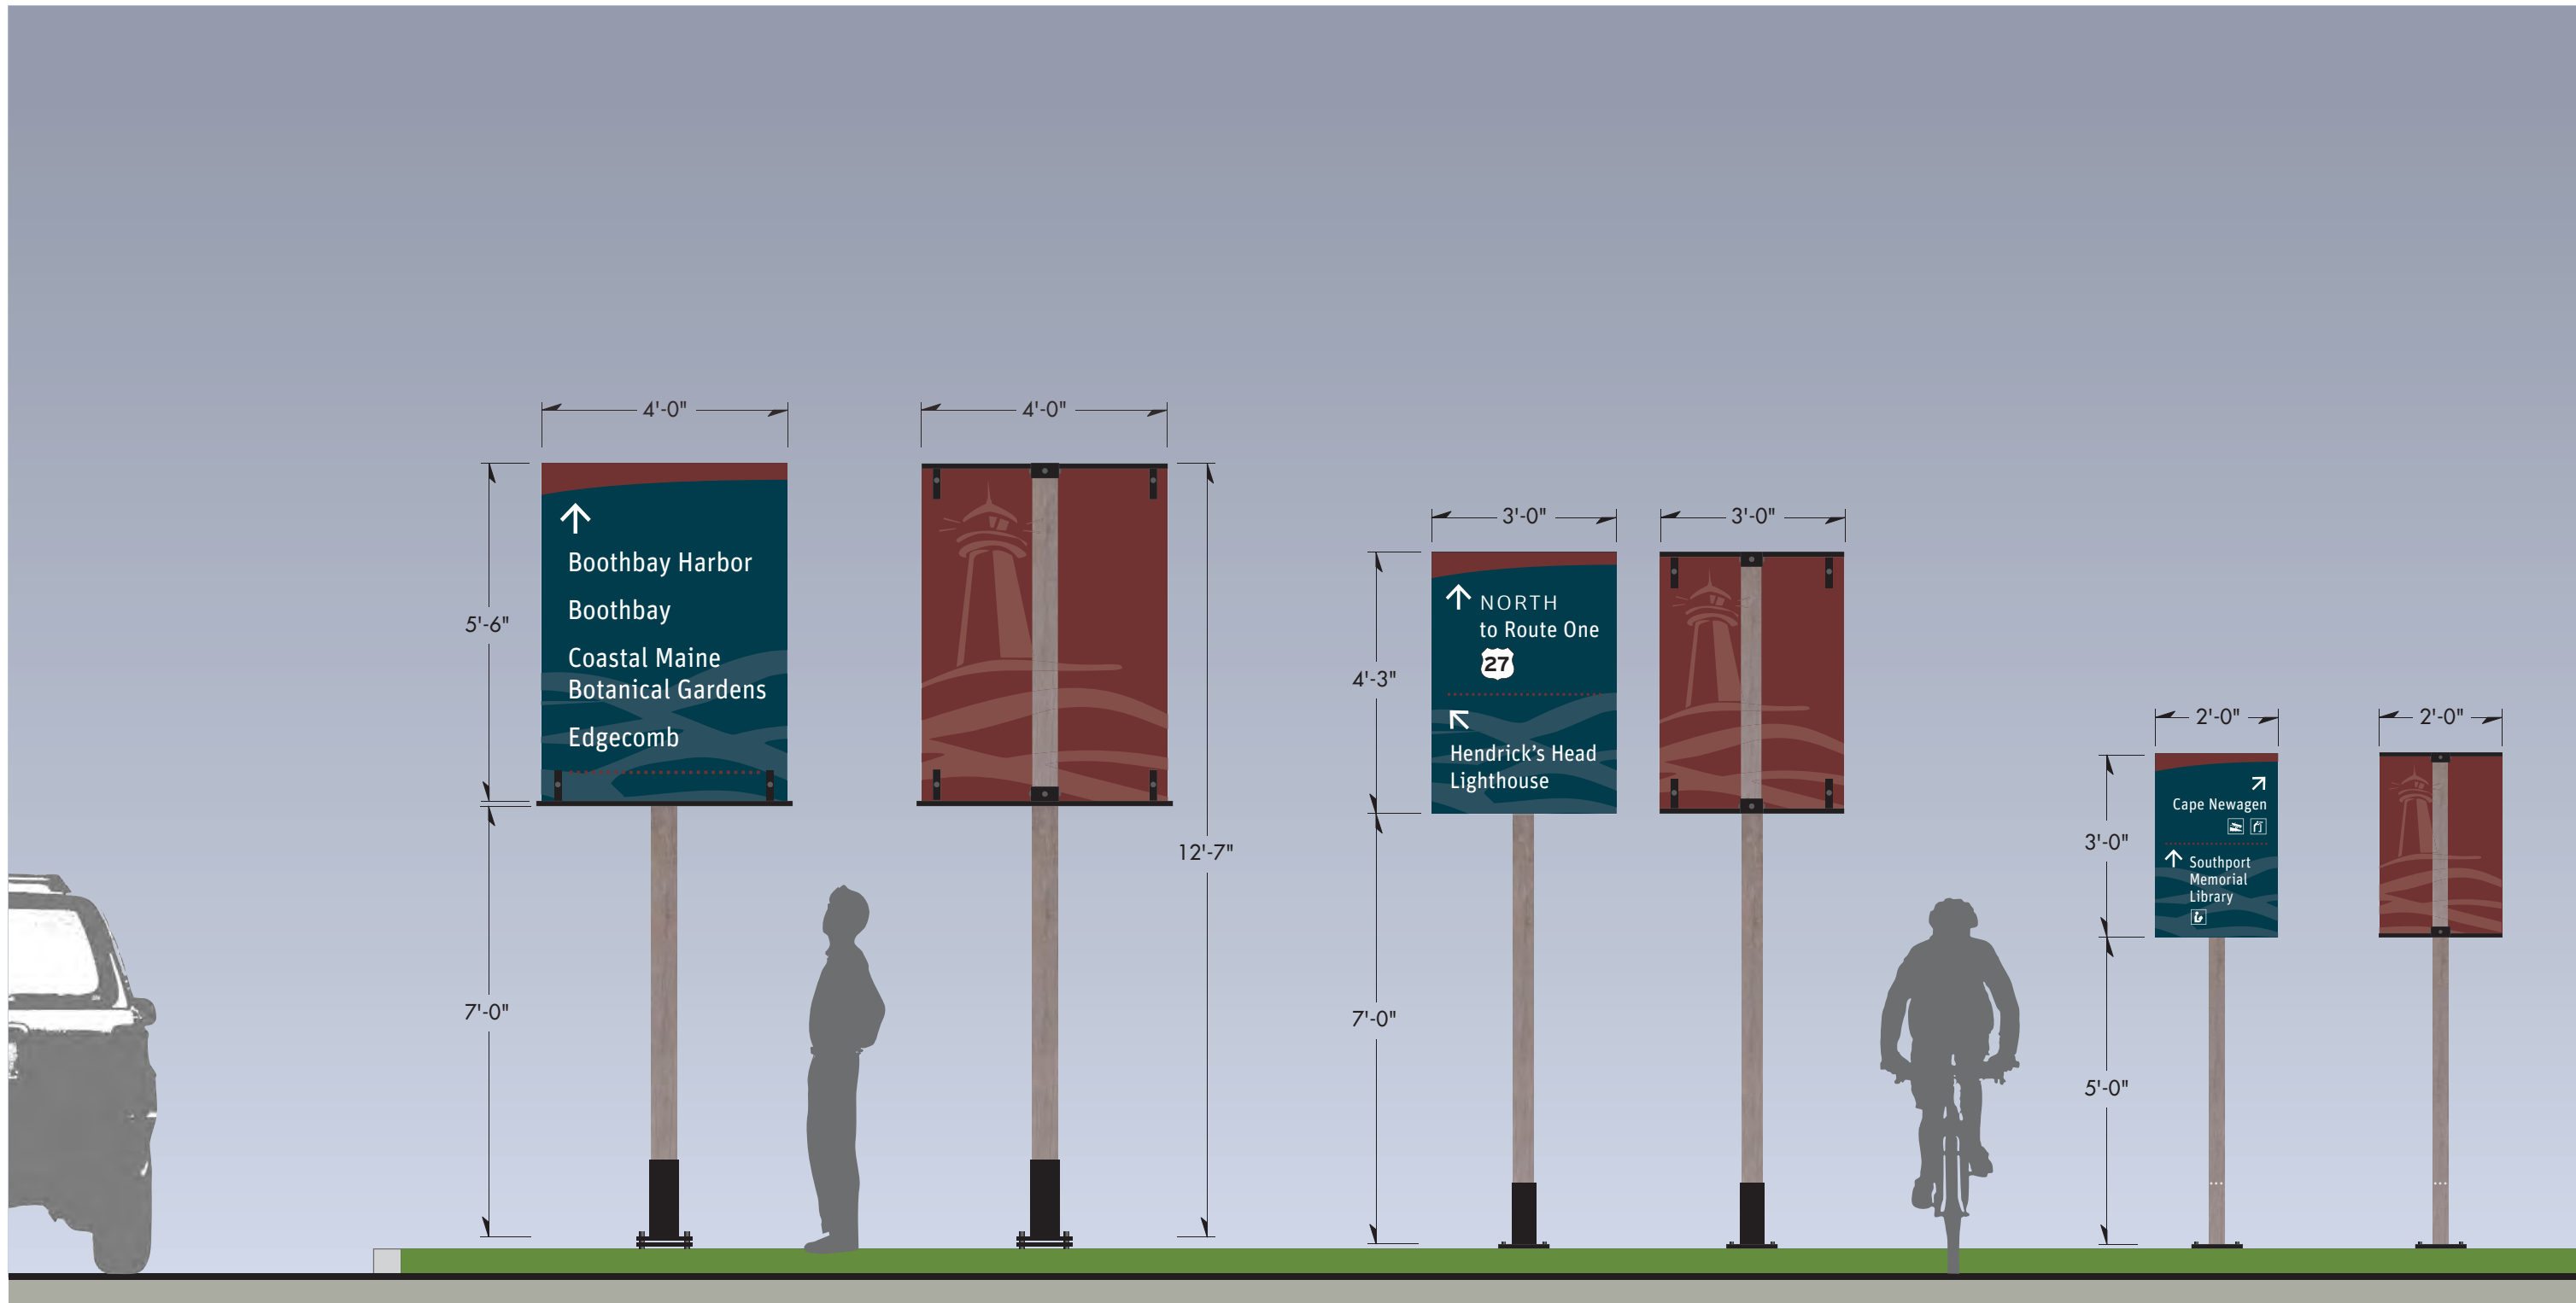 4'-0"
4'-0"
5'-6"
Boothbay Harbor
Boothbay
Coastal Maine
Botanical Gardens
Edgecomb
12'-7"
7'-0"
3'-0"
3'-0"
4'-3"
NORTH
to Route One
27
Hendrick’s Head
Lighthouse
7'-0"
2'-0"
2'-0"
3'-0"
Cape Newagen
Southport
Memorial
Library
5'-0"